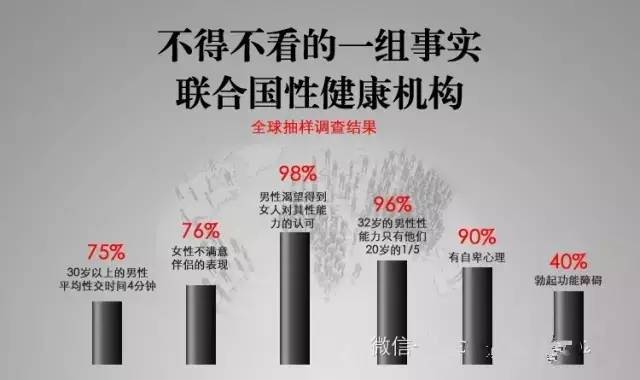 不得不看的一组事实
联合国性健康机构
全球抽样调查结果
98%
男性渴望得到
女人对其性能
力的认可
96%
32岁的男性性
能力只有他们
20岁的1/5
76%
女性不满意
伴侣的表现
90%
有自卑心理
75%
30岁以上的男性
平均性交时间4分钟
40%
勃起功能障碍
微信